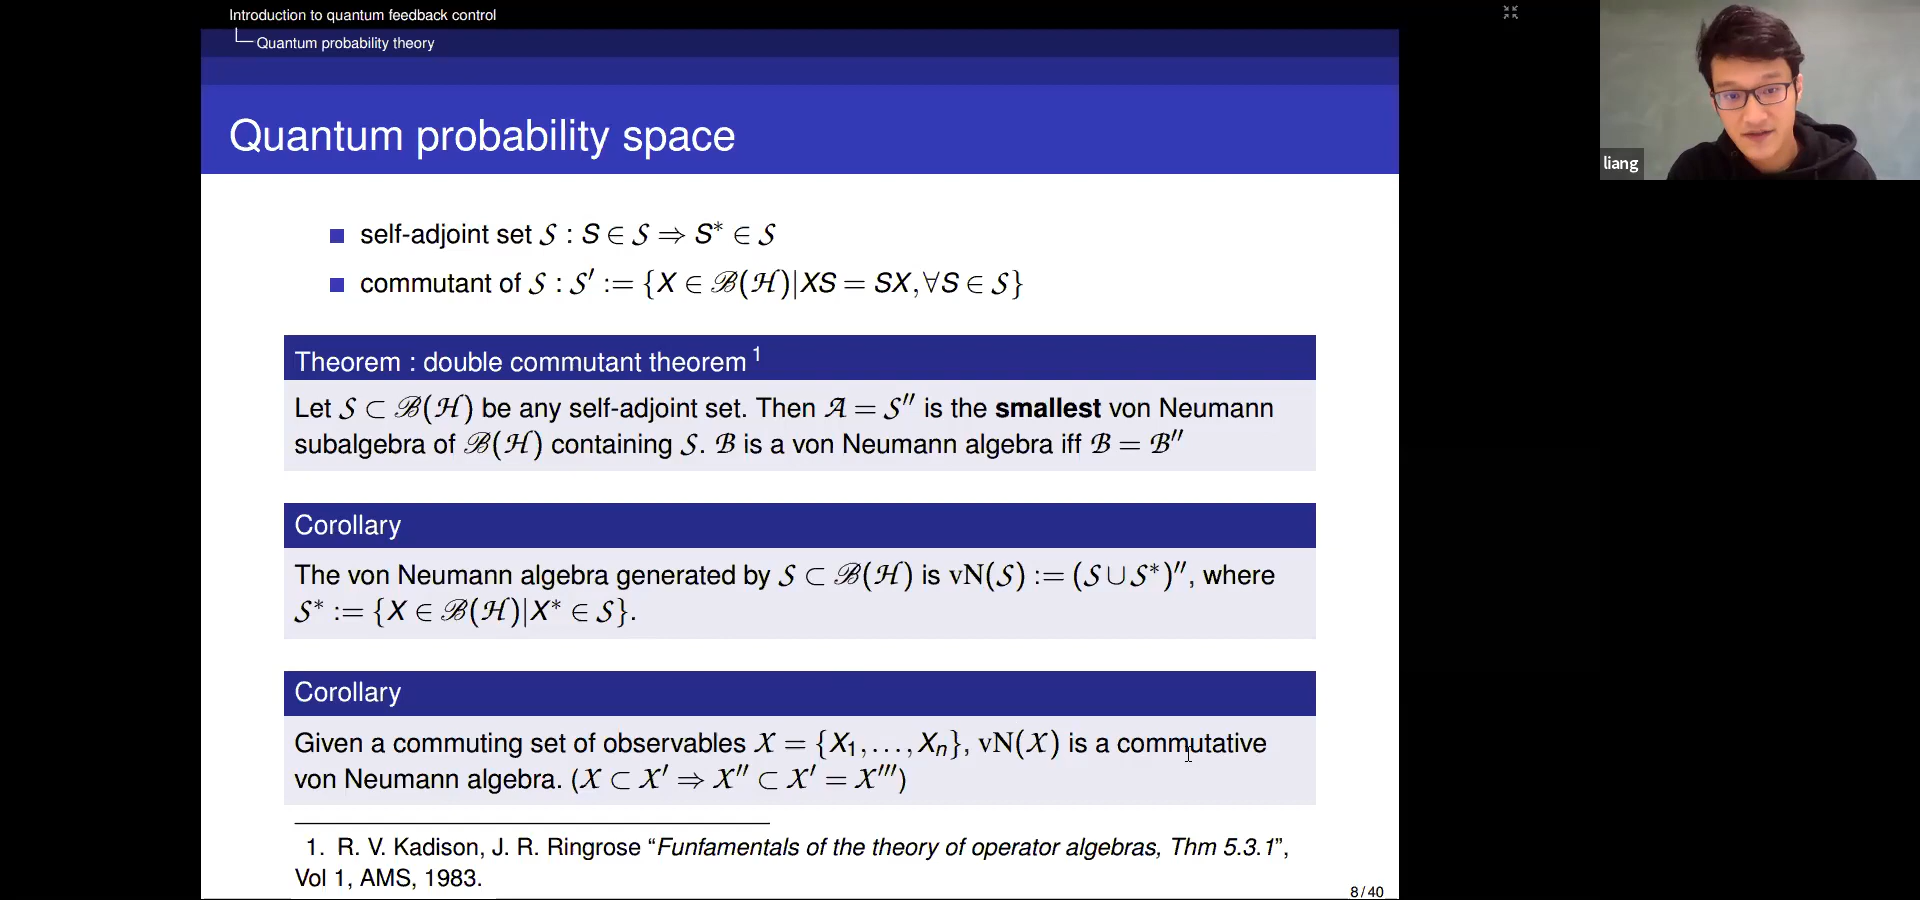 Introduction to quantum feedback control
Quantum probability theory
Quantum probability space
liang
self-adjoint set 𝒮 : S ∈ 𝒮 ⇒ S* ∈ 𝒮
commutant of 𝒮 : 𝒮′ := {X ∈ ℬ(ℋ)|XS = SX, ∀S ∈ 𝒮}
Theorem : double commutant theorem ¹
Let 𝒮 ⊂ ℬ(ℋ) be any self-adjoint set. Then 𝒜 = 𝒮″ is the smallest von Neumann
subalgebra of ℬ(ℋ) containing 𝒮. ℬ is a von Neumann algebra iff ℬ = ℬ″
Corollary
The von Neumann algebra generated by 𝒮 ⊂ ℬ(ℋ) is vN(𝒮) := (𝒮 ∪ 𝒮*)″, where
𝒮* := {X ∈ ℬ(ℋ)|X* ∈ 𝒮}.
Corollary
Given a commuting set of observables 𝒳 = {X₁,…,Xₙ}, vN(𝒳) is a commutative
von Neumann algebra. (𝒳 ⊂ 𝒳′ ⇒ 𝒳″ ⊂ 𝒳′ = 𝒳‴)
1. R. V. Kadison, J. R. Ringrose “Funfamentals of the theory of operator algebras, Thm 5.3.1”,
Vol 1, AMS, 1983.
8/40